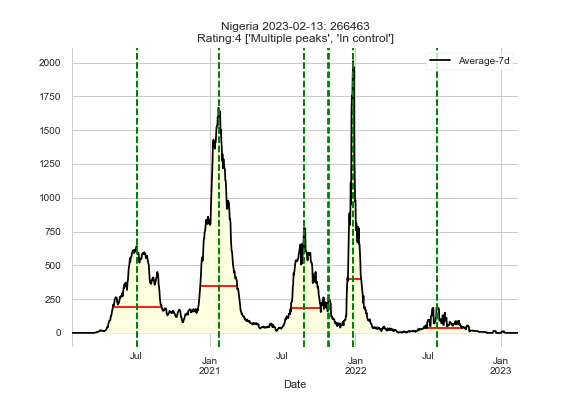 Nigeria 2023-02-13: 266463
Rating:4 ['Multiple peaks', 'In control']
Average-7d
2000
1750
1500
1250
1000
750
500
250
0
Jul
Jan
2021
Jul
Jan
2022
Jul
Jan
2023
Date